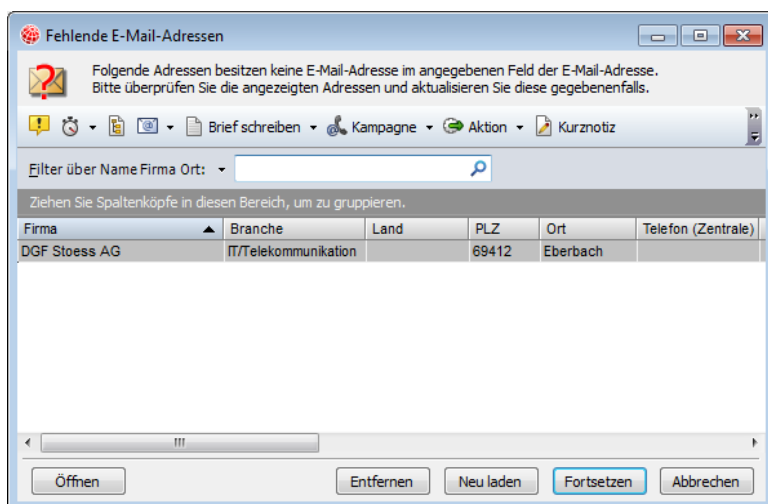 Fehlende E-Mail-Adressen
Folgende Adressen besitzen keine E-Mail-Adresse im angegebenen Feld der E-Mail-Adresse.
Bitte überprüfen Sie die angezeigten Adressen und aktualisieren Sie diese gegebenenfalls.
Brief schreiben Kampagne Aktion Kurznotiz
Filter über Name Firma Ort:
Ziehen Sie Spaltenköpfe in diesen Bereich, um zu gruppieren.
Firma Branche Land PLZ Ort Telefon (Zentrale)
DGF Stoess AG IT/Telekommunikation 69412 Eberbach
Öffnen Entfernen Neu laden Fortsetzen Abbrechen